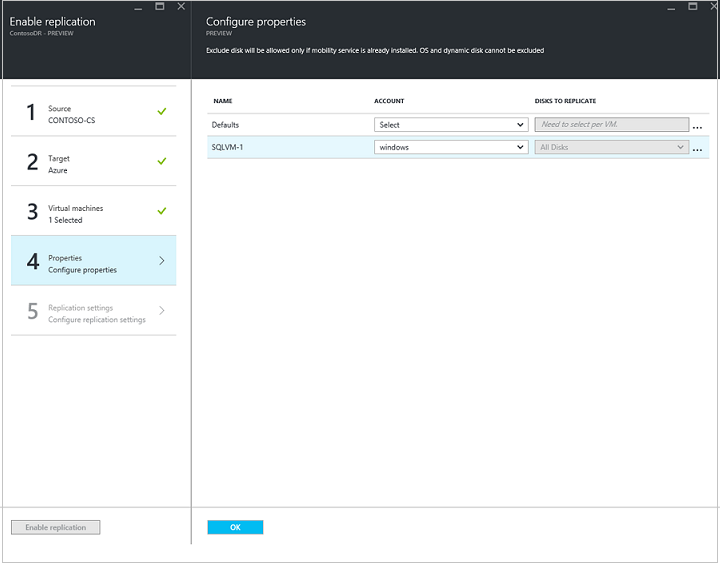 Enable replication
ContosoDR - PREVIEW
Configure properties
PREVIEW
Exclude disk will be allowed only if mobility service is already installed. OS and dynamic disk cannot be excluded
1
Source
CONTOSO-CS
2
Target
Azure
3
Virtual machines
1 Selected
4
Properties
Configure properties
5
Replication settings
Configure replication settings
Enable replication
NAME ACCOUNT DISKS TO REPLICATE
Defaults Select Need to select per VM. ...
SQLVM-1 windows All Disks ...
OK